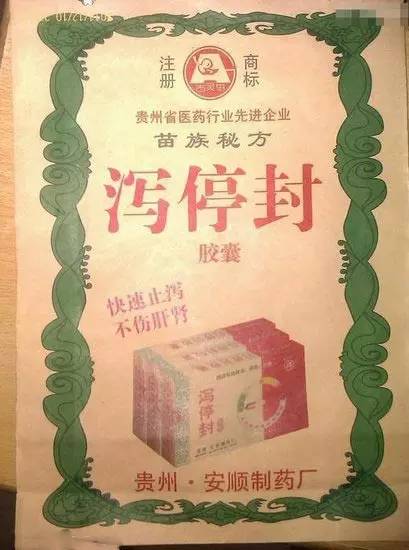 注册 商标
贵州省医药行业先进企业
苗族秘方
泻停封
胶囊
快速止泻
不伤肝肾
泻停封
贵州·安顺制药厂